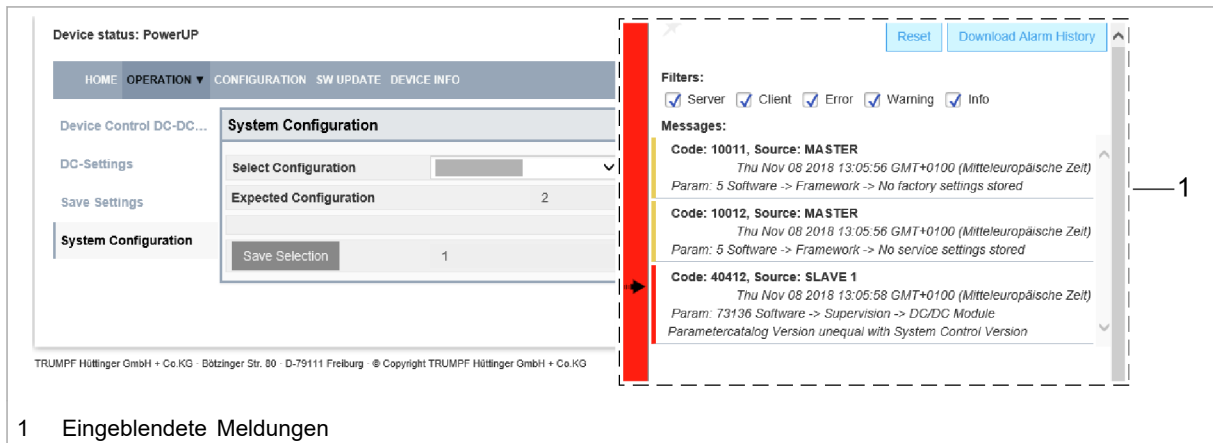 Device status: PowerUP
HOME OPERATION ▼ CONFIGURATION SW UPDATE DEVICE INFO
Device Control DC-DC...
DC-Settings
Save Settings
System Configuration
System Configuration
Select Configuration
Expected Configuration 2
Save Selection 1
TRUMPF Hüttinger GmbH + Co.KG · Bötzinger Str. 80 · D-79111 Freiburg · © Copyright TRUMPF Hüttinger GmbH + Co.KG
Reset Download Alarm History
Filters:
Server Client Error Warning Info
Messages:
Code: 10011, Source: MASTER
Thu Nov 08 2018 13:05:56 GMT+0100 (Mitteleuropäische Zeit)
Param: 5 Software -> Framework -> No factory settings stored
Code: 10012, Source: MASTER
Thu Nov 08 2018 13:05:56 GMT+0100 (Mitteleuropäische Zeit)
Param: 5 Software -> Framework -> No service settings stored
Code: 40412, Source: SLAVE 1
Thu Nov 08 2018 13:05:58 GMT+0100 (Mitteleuropäische Zeit)
Param: 73136 Software -> Supervision -> DC/DC Module
Parametercatalog Version unequal with System Control Version
1
1 Eingeblendete Meldungen